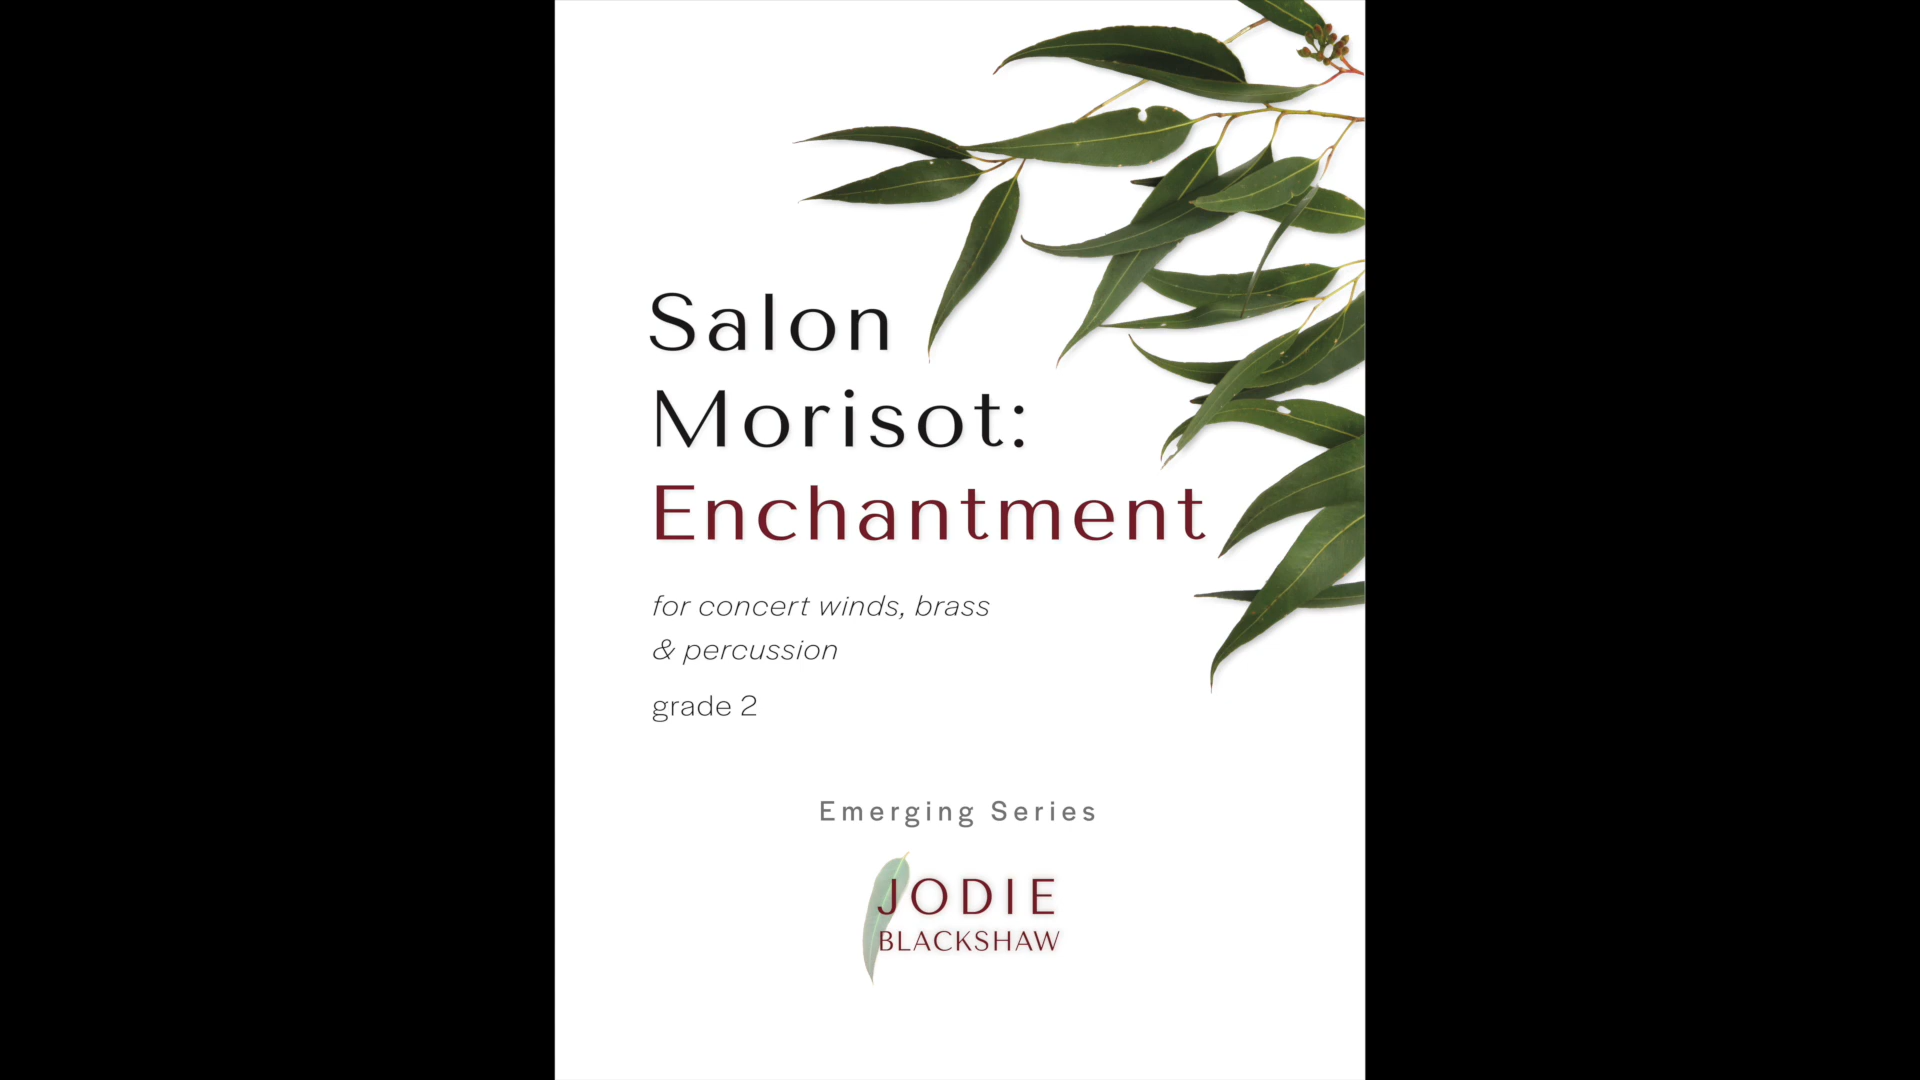 Salon
Morisot:
Enchantment
for concert winds, brass
& percussion
grade 2
Emerging Series
JODIE
BLACKSHAW